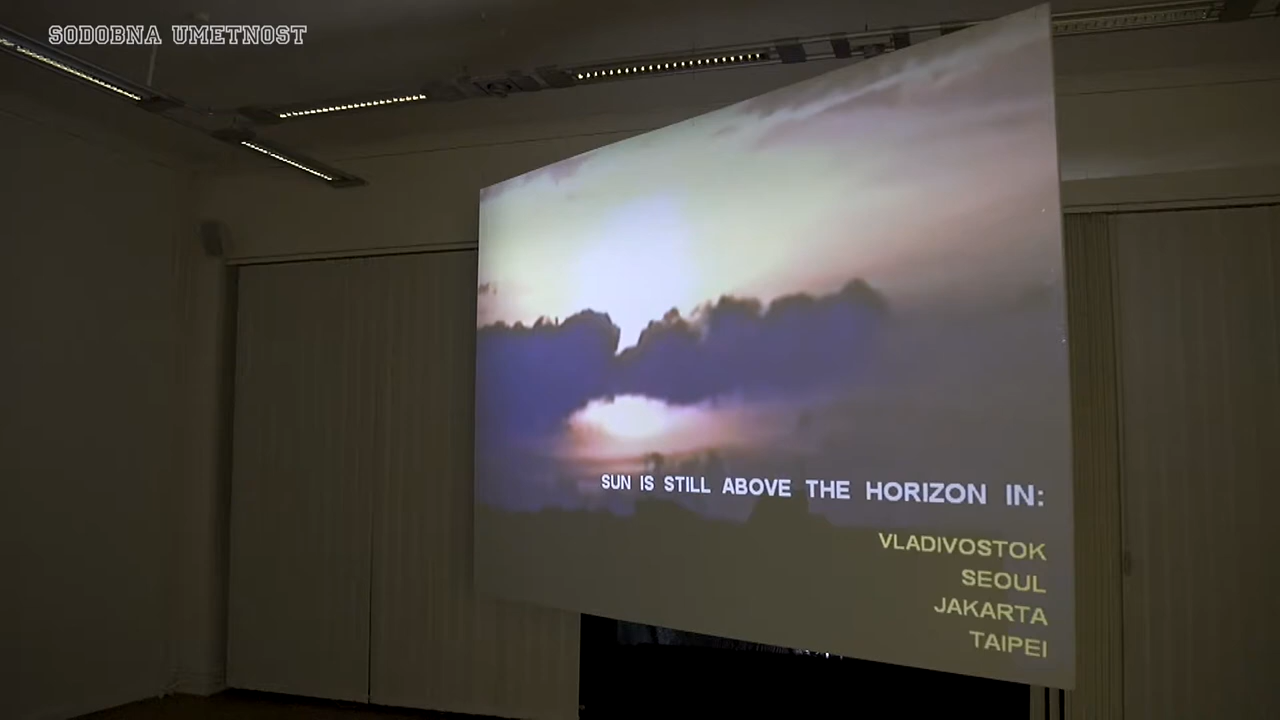 SODOBNA UMETNOST
SUN IS STILL ABOVE THE HORIZON IN:
VLADIVOSTOK
SEOUL
JAKARTA
TAIPEI